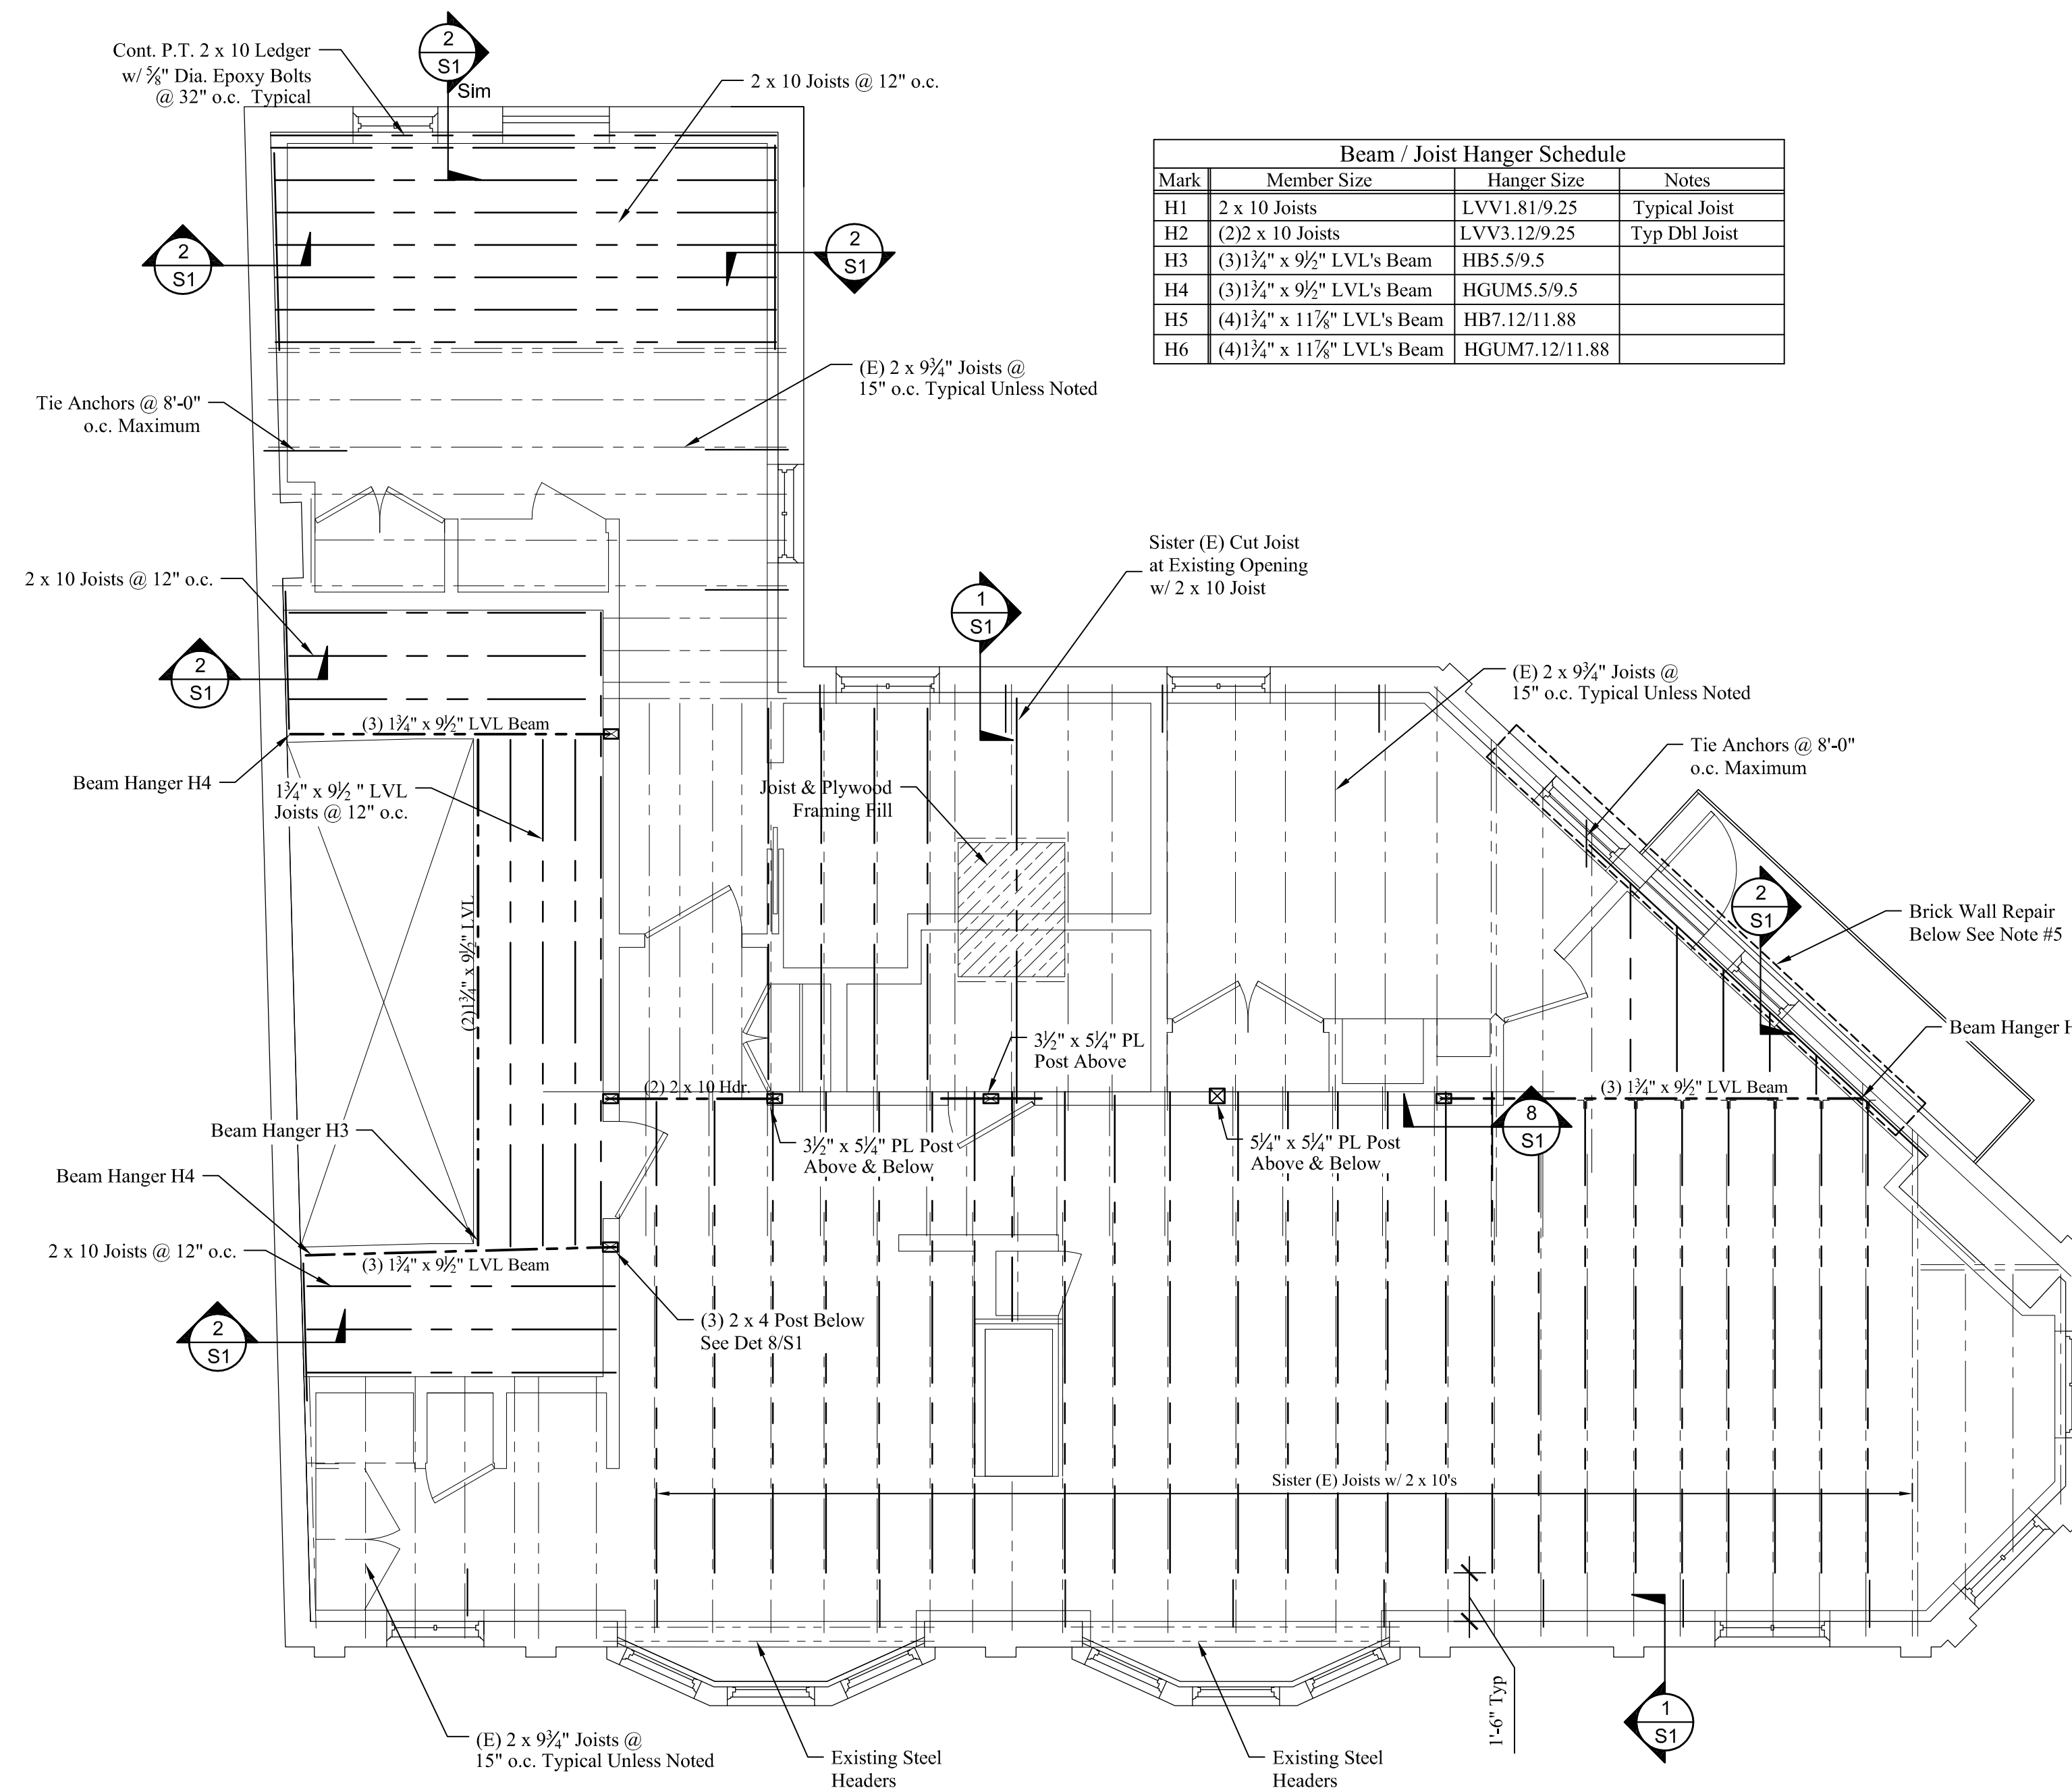 Cont. P.T. 2 x 10 Ledger
w/ ⅝" Dia. Epoxy Bolts
@ 32" o.c. Typical
2
S1
Sim
2 x 10 Joists @ 12" o.c.
Beam / Joist Hanger Schedule
Mark Member Size Hanger Size Notes
H1 2 x 10 Joists LVV1.81/9.25 Typical Joist
H2 (2)2 x 10 Joists LVV3.12/9.25 Typ Dbl Joist
H3 (3)1¾" x 9½" LVL's Beam HB5.5/9.5
H4 (3)1¾" x 9½" LVL's Beam HGUM5.5/9.5
H5 (4)1¾" x 11⅞" LVL's Beam HB7.12/11.88
H6 (4)1¾" x 11⅞" LVL's Beam HGUM7.12/11.88
2
S1
2
S1
(E) 2 x 9¾" Joists @
15" o.c. Typical Unless Noted
Tie Anchors @ 8'-0"
o.c. Maximum
Sister (E) Cut Joist
at Existing Opening
w/ 2 x 10 Joist
2 x 10 Joists @ 12" o.c.
1
S1
2
S1
(E) 2 x 9¾" Joists @
15" o.c. Typical Unless Noted
(3) 1¾" x 9½" LVL Beam
Tie Anchors @ 8'-0"
o.c. Maximum
Beam Hanger H4
1¾" x 9½ " LVL
Joists @ 12" o.c.
Joist & Plywood
Framing Fill
(2)1¾" x 9½" LVL
2
S1
Brick Wall Repair
Below See Note #5
Beam Hanger
3½" x 5¼" PL
Post Above
(2) 2 x 10 Hdr.
(3) 1¾" x 9½" LVL Beam
8
S1
Beam Hanger H3
3½" x 5¼" PL Post
Above & Below
5¼" x 5¼" PL Post
Above & Below
Beam Hanger H4
2 x 10 Joists @ 12" o.c.
(3) 1¾" x 9½" LVL Beam
2
S1
(3) 2 x 4 Post Below
See Det 8/S1
Sister (E) Joists w/ 2 x 10's
1'-6" Typ
1
S1
(E) 2 x 9¾" Joists @
15" o.c. Typical Unless Noted
Existing Steel
Headers
Existing Steel
Headers